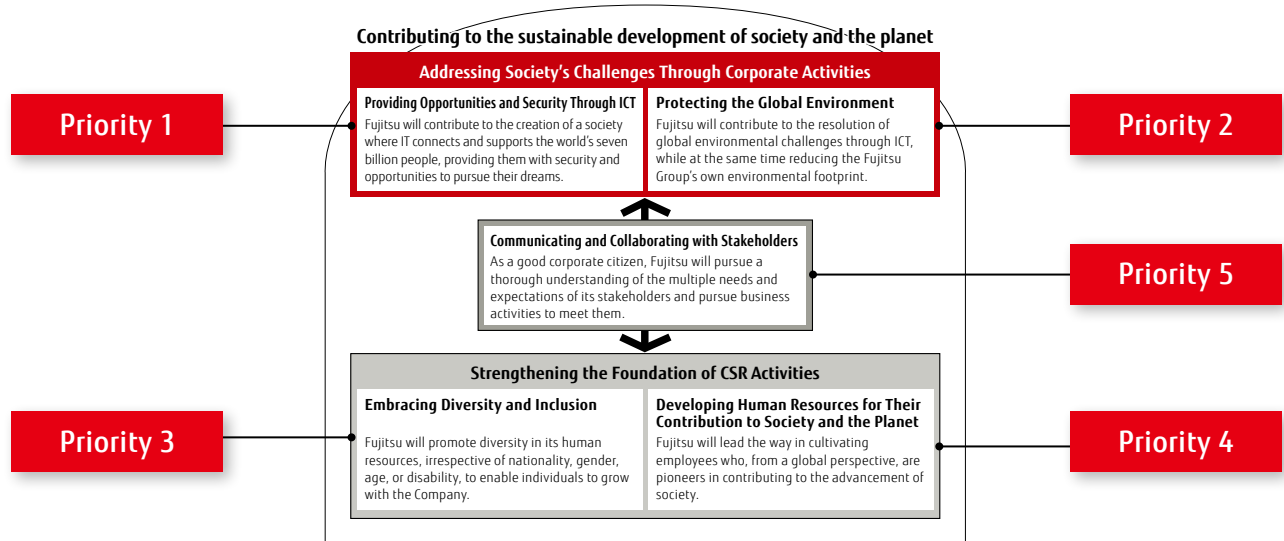 Contributing to the sustainable development of society and the planet
Addressing Society's Challenges Through Corporate Activities
Priority 1
Providing Opportunities and Security Through ICT
Fujitsu will contribute to the creation of a society
where IT connects and supports the world's seven
billion people, providing them with security and
opportunities to pursue their dreams.
Protecting the Global Environment
Fujitsu will contribute to the resolution of
global environmental challenges through ICT,
while at the same time reducing the Fujitsu
Group's own environmental footprint.
Priority 2
Communicating and Collaborating with Stakeholders
As a good corporate citizen, Fujitsu will pursue a
thorough understanding of the multiple needs and
expectations of its stakeholders and pursue business
activities to meet them.
Priority 5
Strengthening the Foundation of CSR Activities
Priority 3
Embracing Diversity and Inclusion
Fujitsu will promote diversity in its human
resources, irrespective of nationality, gender,
age, or disability, to enable individuals to grow
with the Company.
Developing Human Resources for Their
Contribution to Society and the Planet
Fujitsu will lead the way in cultivating
employees who, from a global perspective, are
pioneers in contributing to the advancement of
society.
Priority 4